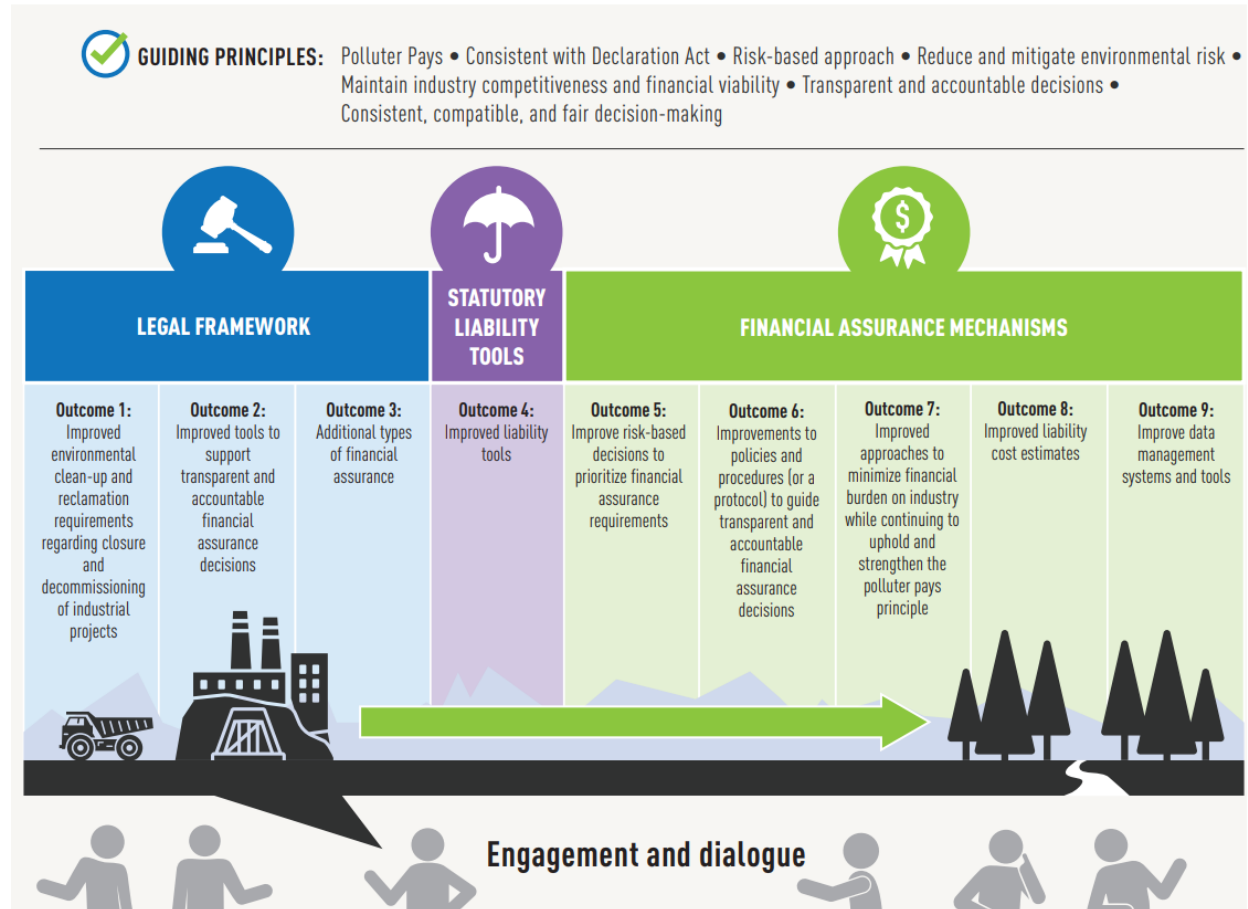 GUIDING PRINCIPLES: Polluter Pays • Consistent with Declaration Act • Risk-based approach • Reduce and mitigate environmental risk •
Maintain industry competitiveness and financial viability • Transparent and accountable decisions •
Consistent, compatible, and fair decision-making
LEGAL FRAMEWORK
STATUTORY
LIABILITY
TOOLS
$
FINANCIAL ASSURANCE MECHANISMS
Outcome 1:
Improved
environmental
clean-up and
reclamation
requirements
regarding closure
and
decommissioning
of industrial
projects
Outcome 2:
Improved tools to
support
transparent and
accountable
financial
assurance
decisions
Outcome 3:
Additional types
of financial
assurance
Outcome 4:
Improved liability
tools
Outcome 5:
Improve risk-based
decisions to
prioritize financial
assurance
requirements
Outcome 6:
Improvements to
policies and
procedures (or a
protocol) to guide
transparent and
accountable
financial
assurance
decisions
Outcome 7:
Improved
approaches to
minimize financial
burden on industry
while continuing to
uphold and
strengthen the
polluter pays
principle
Outcome 8:
Improved liability
cost estimates
Outcome 9:
Improve data
management
systems and tools
Engagement and dialogue